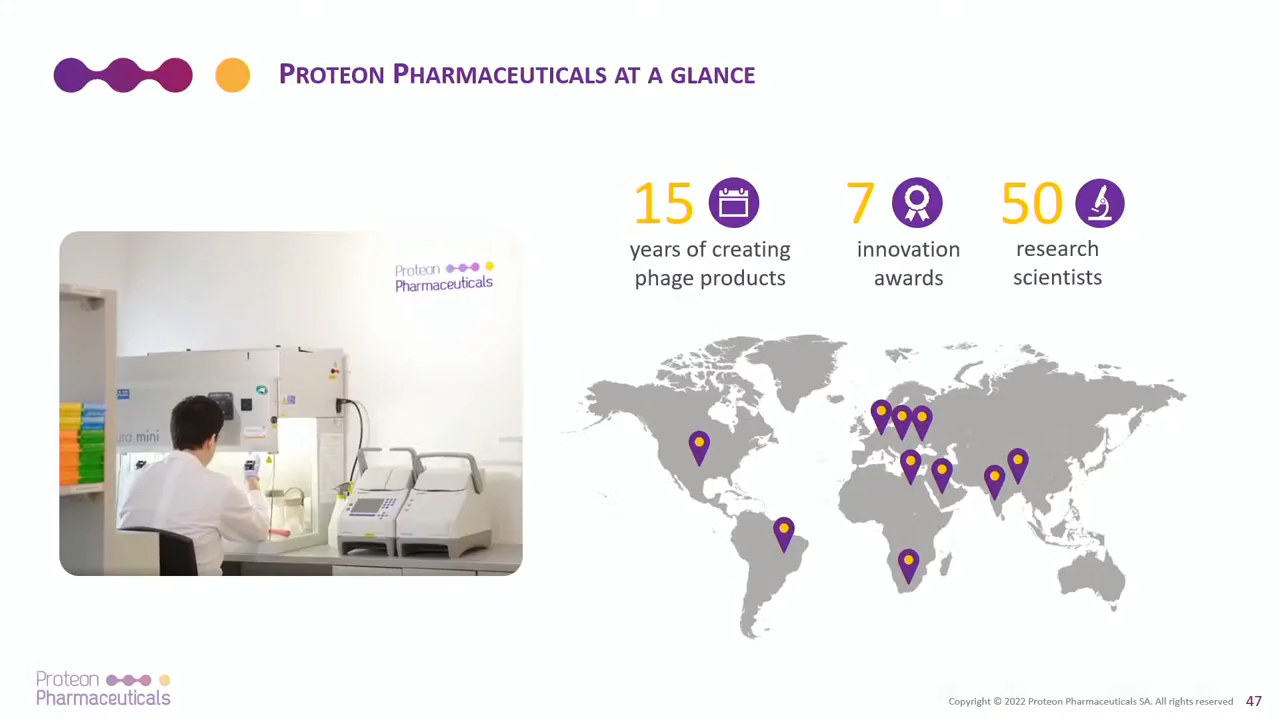 PROTEON PHARMACEUTICALS AT A GLANCE
15
years of creating
phage products
7
innovation
awards
50
research
scientists
Proteon
Pharmaceuticals
mini
Proteon
Pharmaceuticals
Copyright © 2022 Proteon Pharmaceuticals SA. All rights reserved
47